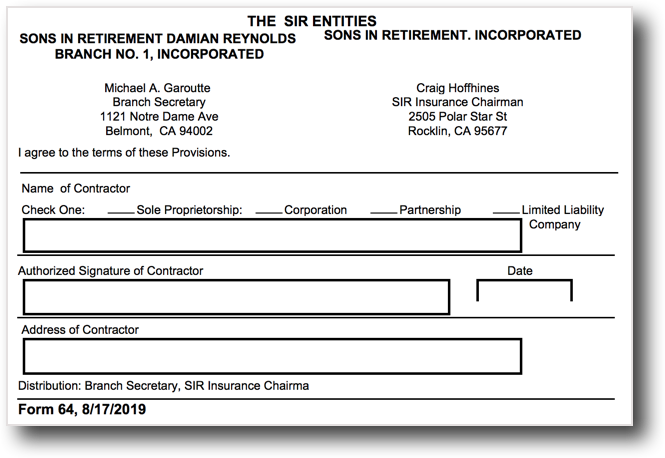 THE SIR ENTITIES
SONS IN RETIREMENT DAMIAN REYNOLDS
BRANCH NO. 1, INCORPORATED
SONS IN RETIREMENT. INCORPORATED
Michael A. Garoutte
Branch Secretary
1121 Notre Dame Ave
Belmont, CA 94002
Craig Hoffhines
SIR Insurance Chairman
2505 Polar Star St
Rocklin, CA 95677
I agree to the terms of these Provisions.
Name of Contractor
Check One: ____ Sole Proprietorship: ____ Corporation ____ Partnership ____ Limited Liability
Company
Authorized Signature of Contractor Date
Address of Contractor
Distribution: Branch Secretary, SIR Insurance Chairma
Form 64, 8/17/2019